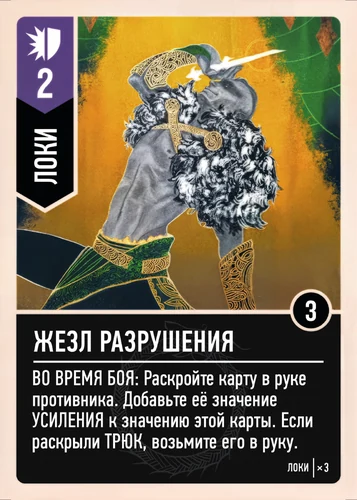 2
ЛОКИ
3
ЖЕЗЛ РАЗРУШЕНИЯ
ВО ВРЕМЯ БОЯ: Раскройте карту в руке
противника. Добавьте её значение
УСИЛЕНИЯ к значению этой карты. Если
раскрыли ТРЮК, возьмите его в руку.
ЛОКИ | ×3